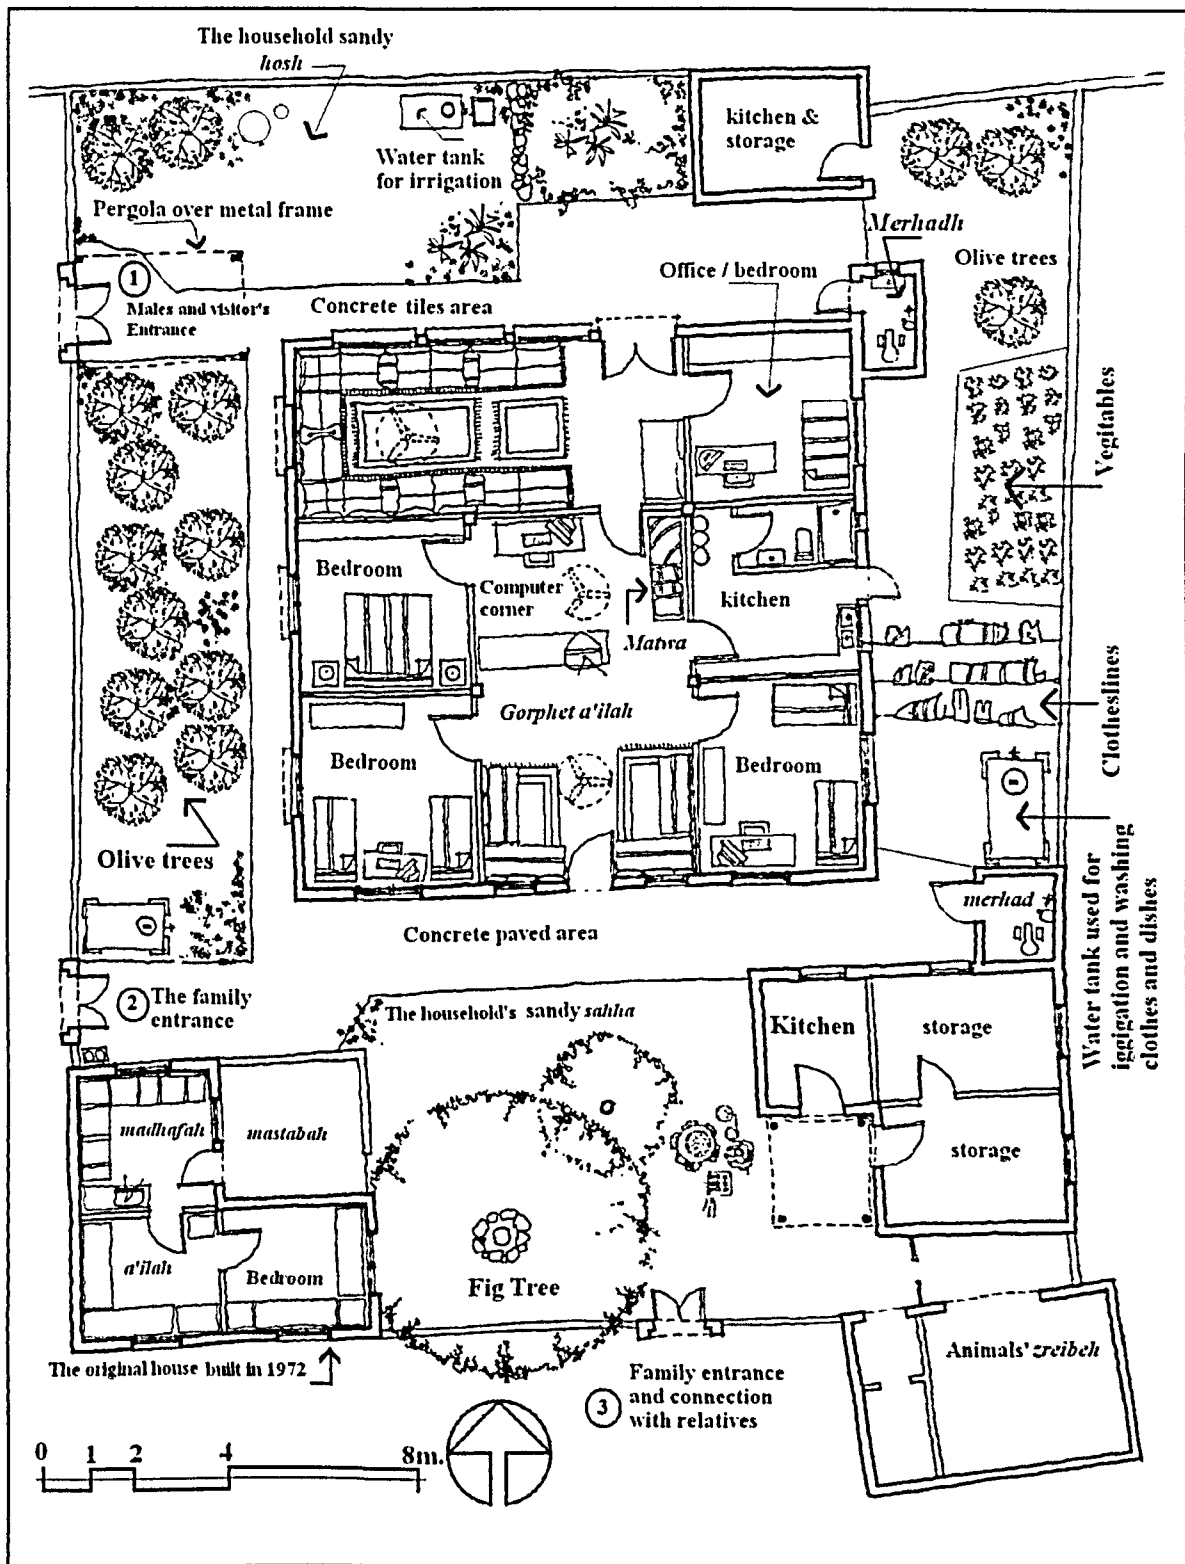 The household sandy
hosh
kitchen &
storage
Water tank
for irrigation
Pergola over metal frame
Merhadh
1
Males and visitor's
Entrance
Concrete tiles area
Office / bedroom
Olive trees
Vegitables
Bedroom
Computer
corner
Matwa
kitchen
Gorphet a'ilah
Bedroom
Bedroom
Clotheslines
Olive trees
Concrete paved area
merhad
Water tank used for
iggigation and washing
clothes and dishes
2
The family
entrance
The household's sandy sahha
Kitchen
storage
madhafah
mastabah
storage
a'ilah
Bedroom
Fig Tree
The original house built in 1972
Animals' zreibeh
3
Family entrance
and connection
with relatives
0 1 2 4 8m.